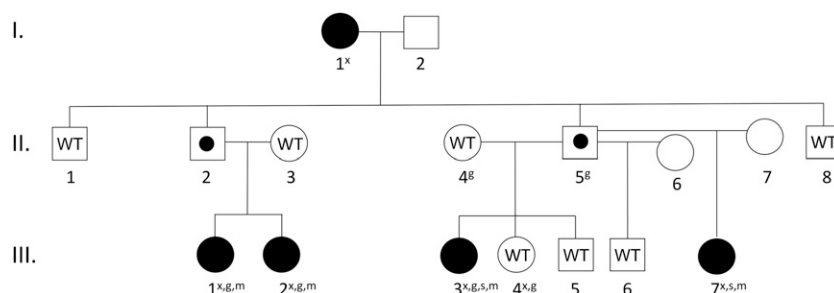 I.
1ˣ 2
II. WT WT WT WT
1 2 3 4ᵍ 5ᵍ 6 7 8
III. WT WT WT
1ˣ,ᵍ,ᵐ 2ˣ,ᵍ,ᵐ 3ˣ,ᵍ,ˢ,ᵐ 4ˣ,ᵍ 5 6 7ˣ,ˢ,ᵐ